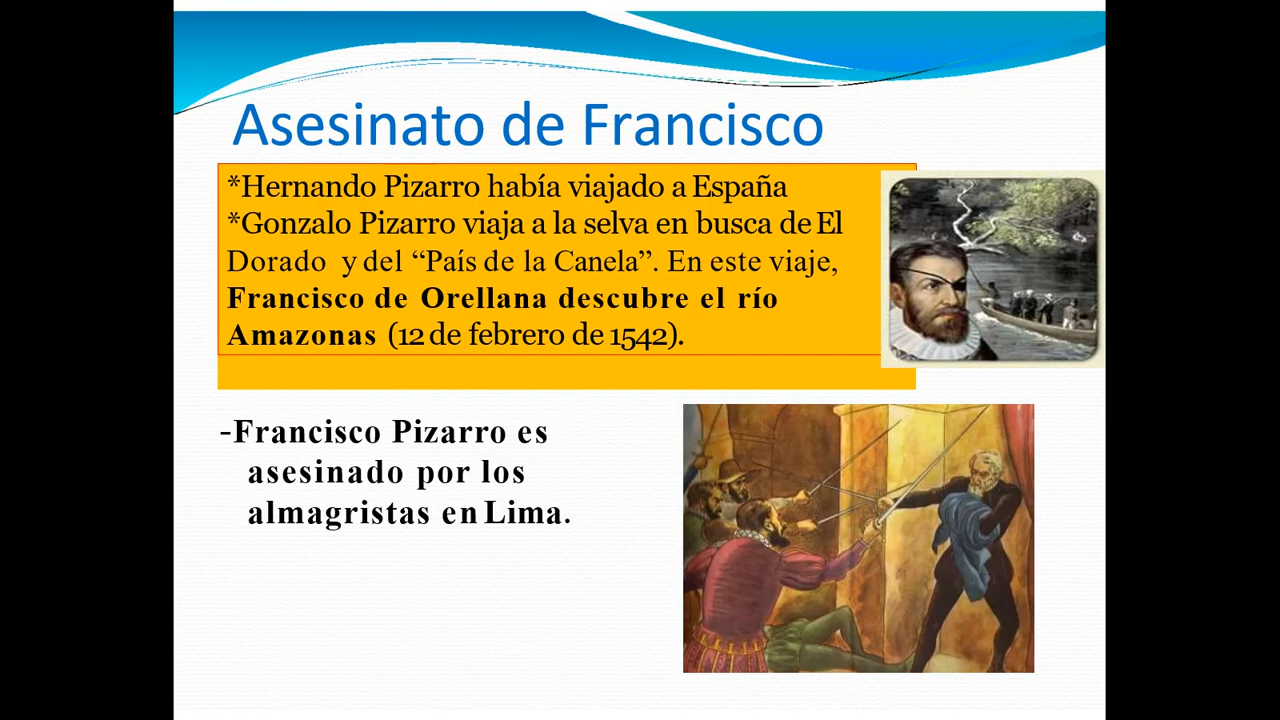 Asesinato de Francisco
*Hernando Pizarro había viajado a España
*Gonzalo Pizarro viaja a la selva en busca de El
Dorado y del “País de la Canela”. En este viaje,
Francisco de Orellana descubre el río
Amazonas (12 de febrero de 1542).
-Francisco Pizarro es
asesinado por los
almagristas en Lima.